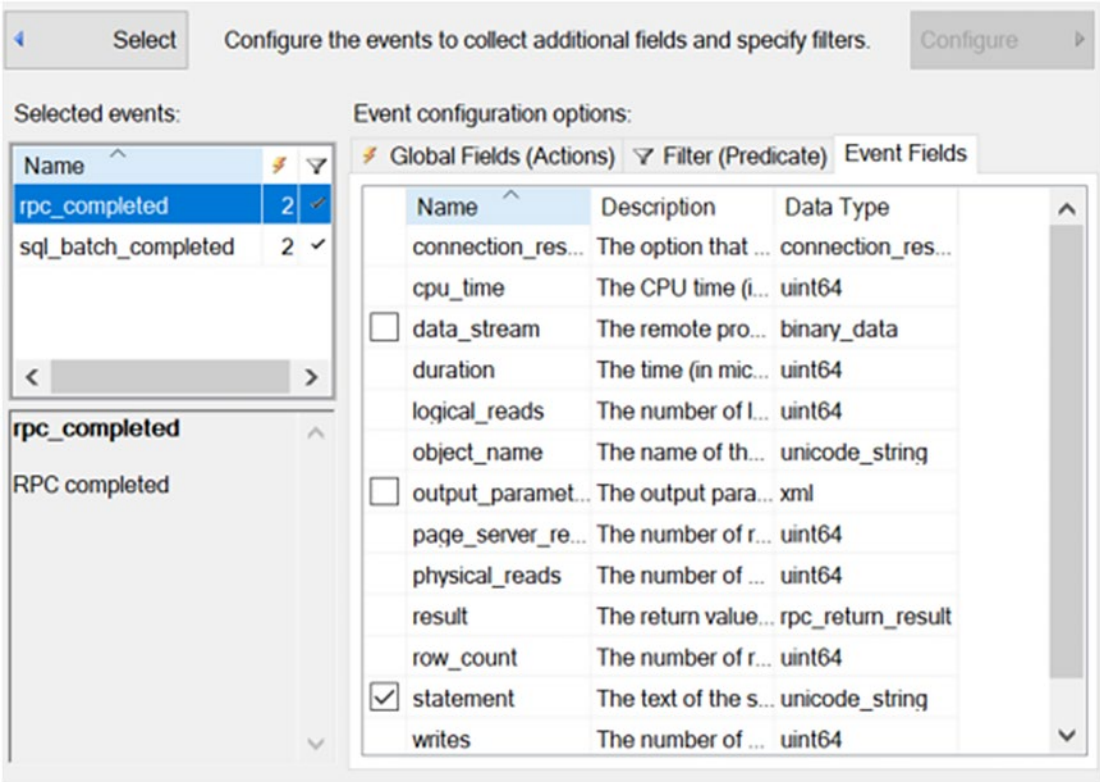 Select Configure the events to collect additional fields and specify filters. Configure
Selected events:
Name
rpc_completed 2
sql_batch_completed 2
rpc_completed
RPC completed
Event configuration options:
Global Fields (Actions) Filter (Predicate) Event Fields
Name Description Data Type
connection_res... The option that ... connection_res...
cpu_time The CPU time (i... uint64
data_stream The remote pro... binary_data
duration The time (in mic... uint64
logical_reads The number of l... uint64
object_name The name of th... unicode_string
output_paramet... The output para... xml
page_server_re... The number of r... uint64
physical_reads The number of ... uint64
result The return value... rpc_return_result
row_count The number of r... uint64
statement The text of the s... unicode_string
writes The number of ... uint64